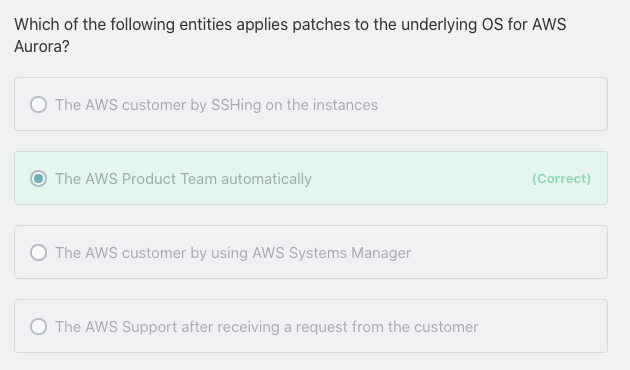 Which of the following entities applies patches to the underlying OS for AWS
Aurora?
The AWS customer by SSHing on the instances
The AWS Product Team automatically (Correct)
The AWS customer by using AWS Systems Manager
The AWS Support after receiving a request from the customer